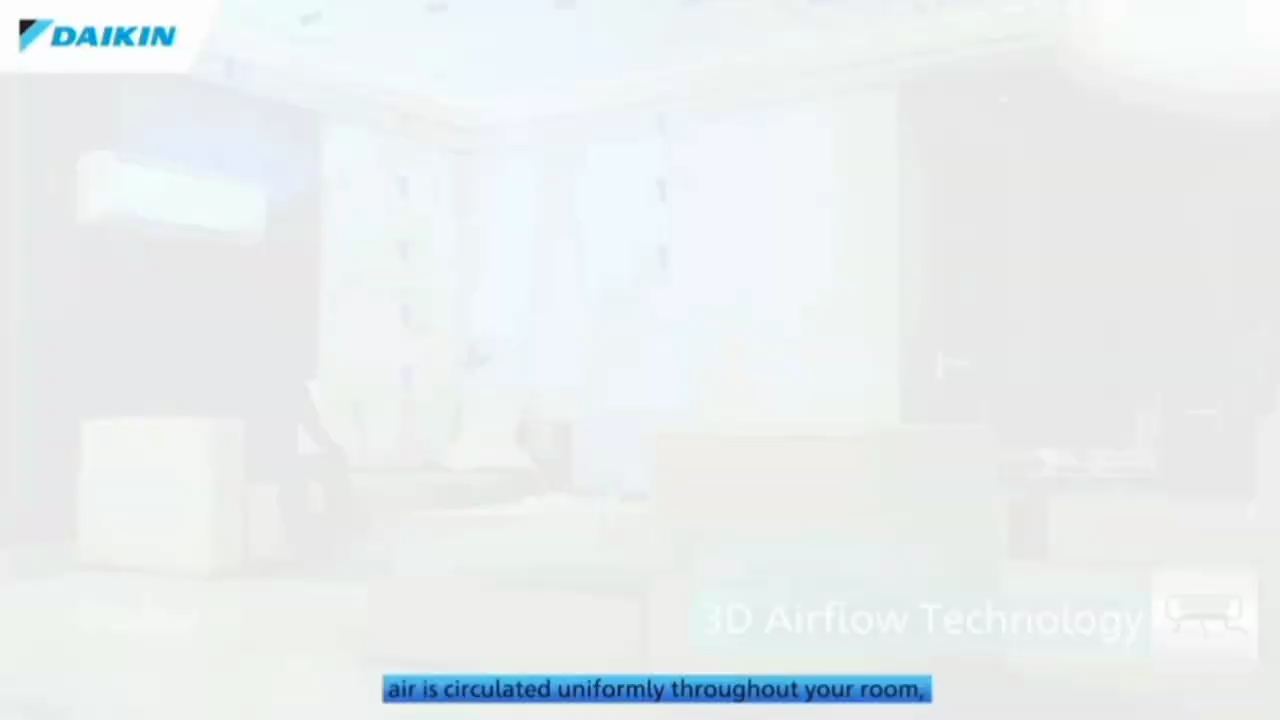 DAIKIN
3D Airflow Technology
air is circulated uniformly throughout your room,